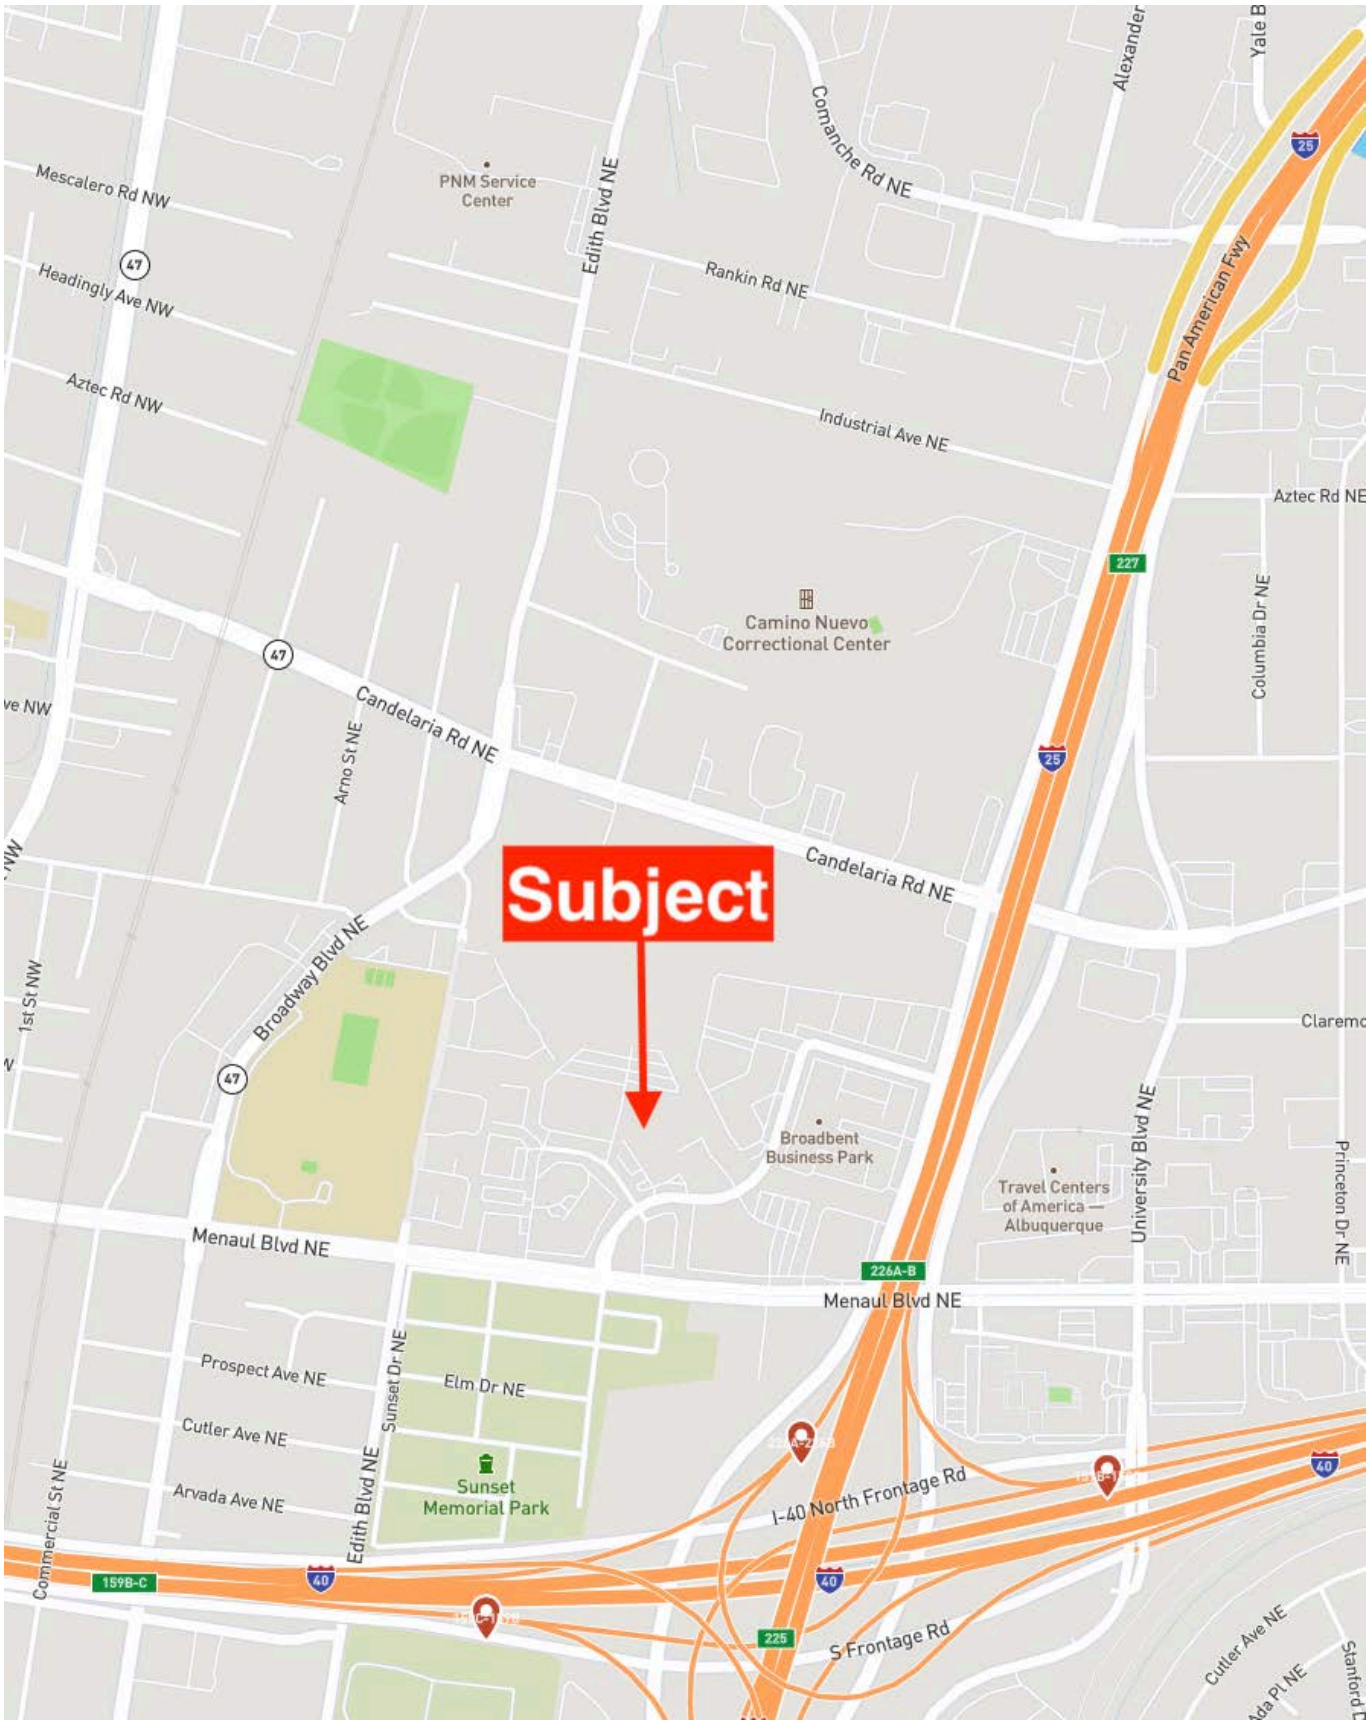 Yale B
Alexander
25
Comanche Rd NE
PNM Service
Center
Mescalero Rd NW
Edith Blvd NE
47
Headingly Ave NW
Rankin Rd NE
Pan American Fwy
Aztec Rd NW
Industrial Ave NE
Aztec Rd NE
227
Columbia Dr NE
Camino Nuevo
Correctional Center
47
ve NW
Candelaria Rd NE
Arno St NE
25
NW
Candelaria Rd NE
Subject
Broadway Blvd NE
1st St NW
Claremo
W
47
University Blvd NE
Broadbent
Business Park
Princeton Dr NE
Travel Centers
of America —
Albuquerque
Menaul Blvd NE
226A-B
Menaul Blvd NE
Prospect Ave NE
Sunset Dr NE
Elm Dr NE
Cutler Ave NE
226A-226B
40
Sunset
Memorial Park
Arvada Ave NE
I-40 North Frontage Rd
Edith Blvd NE
Commercial St NE
159B-C
40
40
225
S Frontage Rd
Cutler Ave NE
Ada Pl NE
Stanford D